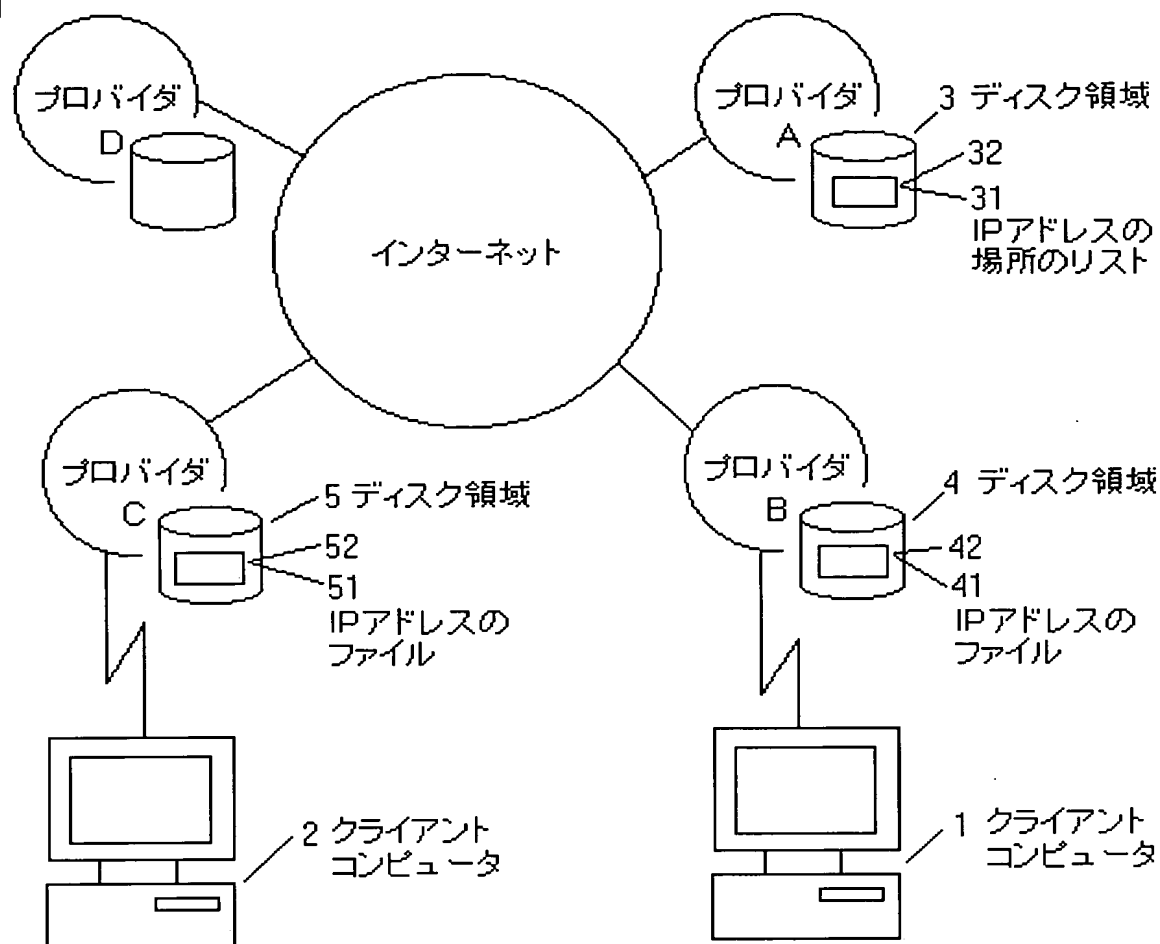 プロバイダ
D
プロバイダ
A
3 ディスク領域
32
31
IPアドレスの
場所のリスト
インターネット
プロバイダ
C
5 ディスク領域
52
51
IPアドレスの
ファイル
プロバイダ
B
4 ディスク領域
42
41
IPアドレスの
ファイル
2 クライアント
コンピュータ
1 クライアント
コンピュータ